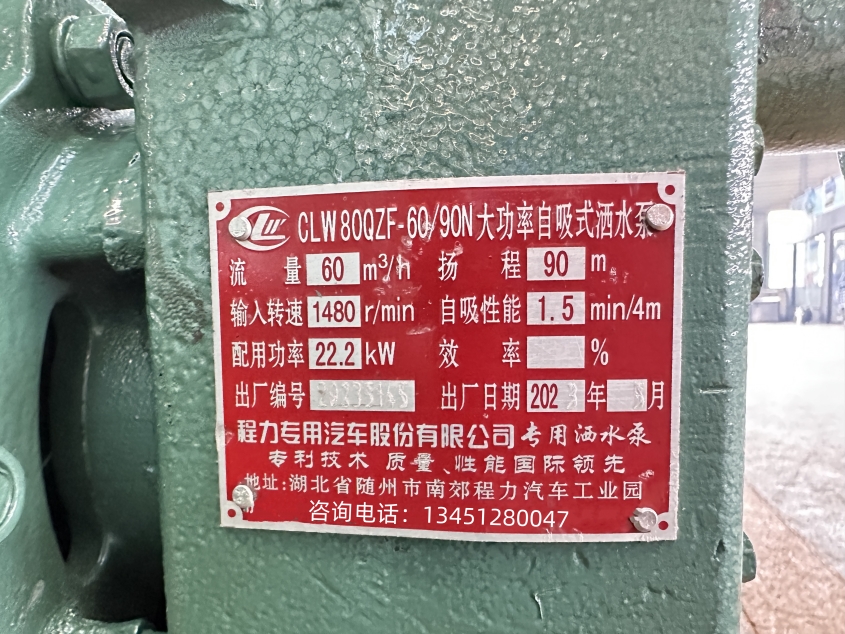 CLW80QZF-60/90N大功率自吸式洒水泵
流量 60 m³/h 扬程 90 m
输入转速 1480 r/min 自吸性能 1.5 min/4m
配用功率 22.2 kW 效率 %
出厂编号 出厂日期 202 年 月
程力专用汽车股份有限公司专用洒水泵
专利技术 质量、性能国际领先
地址:湖北省随州市南郊程力汽车工业园
咨询电话：13451280047